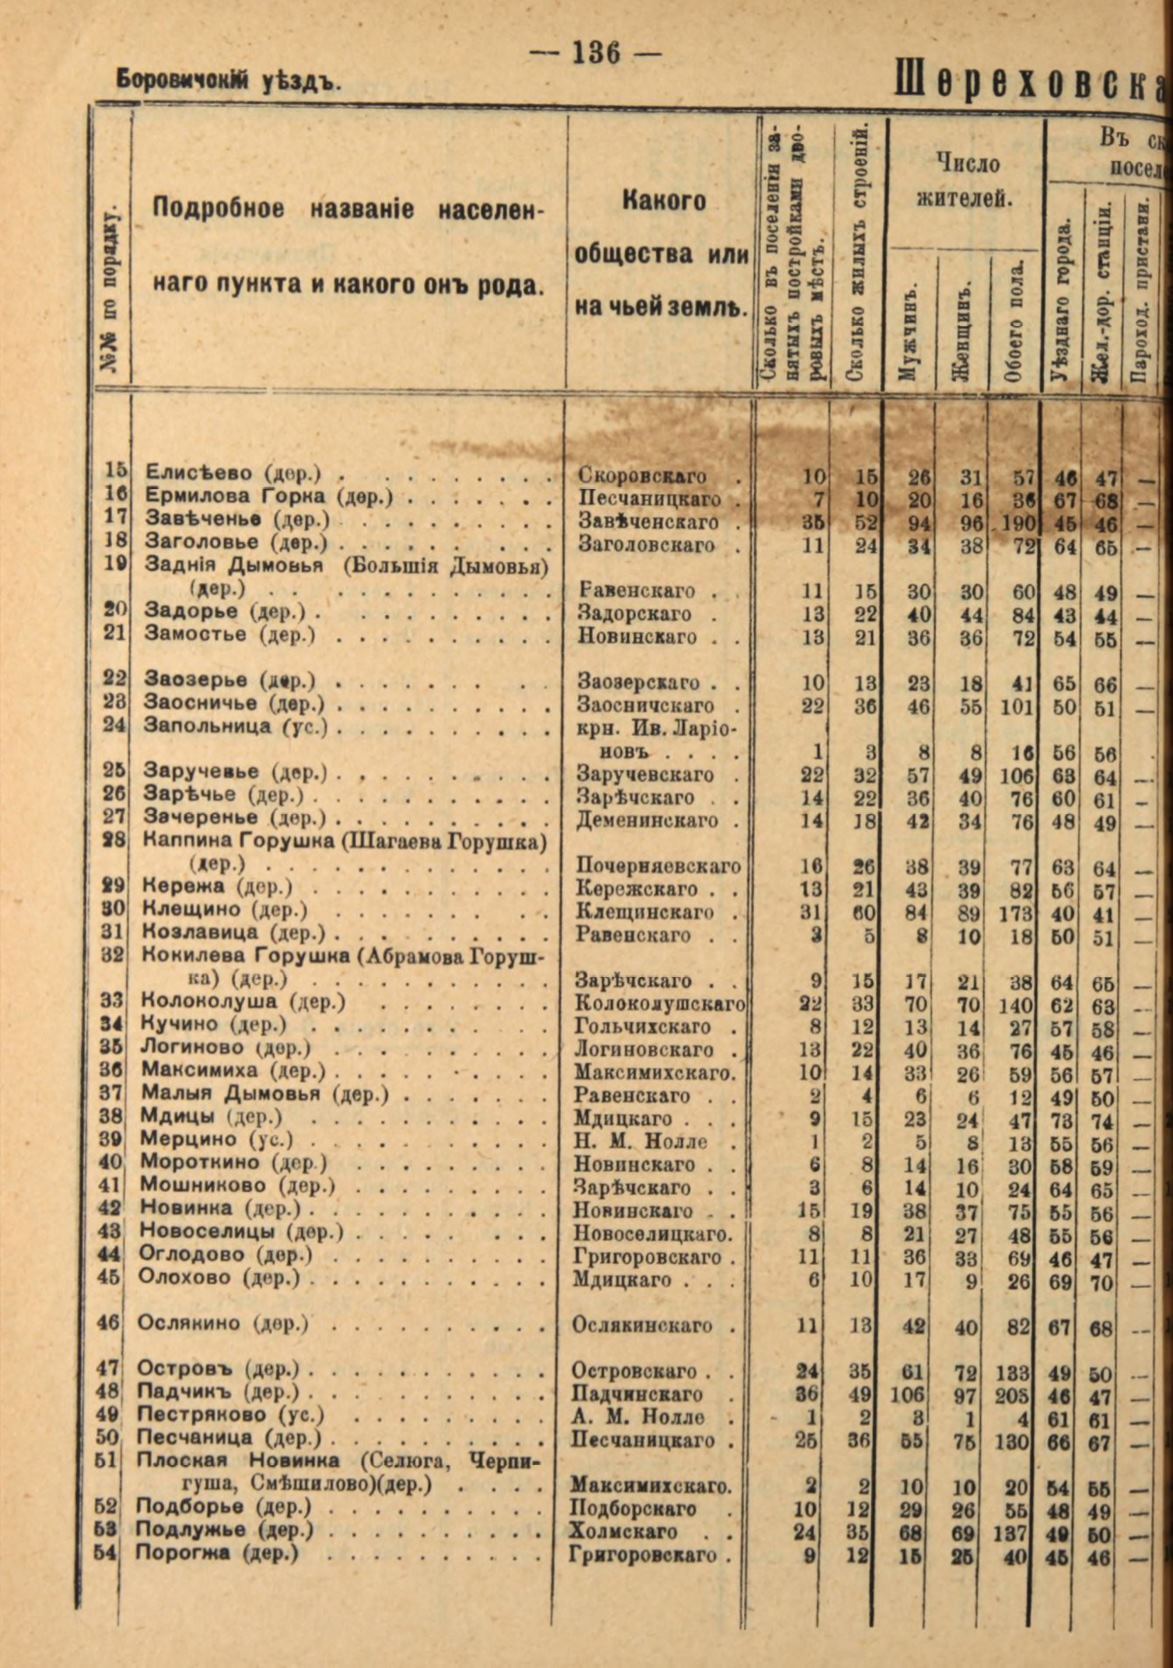 — 136 —
Боровичскій уѣздъ.
Шереховска
№№ по порядку.
Подробное названіе населен-
наго пункта и какого онъ рода.
Какого
общества или
на чьей землѣ.
Сколько въ поселеніи за-
нятыхъ постройками дво-
ровыхъ мѣстъ.
Сколько жилыхъ строеній.
Число
жителей.
Мужчинъ.
Женщинъ.
Обоего пола.
Въ ск
посел
Уѣзднаго города.
Жел.-дор. станціи.
Пароход. пристани.
15 Елисѣево (дер.) . . . . . . . . . Скоровскаго . 10 15 26 31 57 46 47 —
16 Ермилова Горка (дер.) . . . . . . . Песчаницкаго . 7 10 20 16 36 67 68 —
17 Завѣченье (дер.) . . . . . . . . . Завѣченскаго . 35 52 94 96 190 45 46 —
18 Заголовье (дер.) . . . . . . . . . Заголовскаго . 11 24 34 38 72 64 65 —
19 Заднія Дымовья (Большія Дымовья)
(дер.) . . . . . . . . . . . . Равенскаго . . 11 15 30 30 60 48 49 —
20 Задорье (дер.) . . . . . . . . . . Задорскаго . 13 22 40 44 84 43 44 —
21 Замостье (дер.) . . . . . . . . . . Новинскаго . . 13 21 36 36 72 54 55 —
22 Заозерье (дер.) . . . . . . . . . Заозерскаго . . 10 13 23 18 41 65 66 —
23 Заосничье (дер.) . . . . . . . . . . Заосничскаго . 22 36 46 55 101 50 51 —
24 Запольница (ус.) . . . . . . . . . . крн. Ив. Ларіо-
новъ . . . . 1 3 8 8 16 56 56
25 Заручевье (дер.) . . . . . . . . . . Заручевскаго . 22 32 57 49 106 63 64 —
26 Зарѣчье (дер.) . . . . . . . . . . . Зарѣчскаго . . 14 22 36 40 76 60 61 —
27 Зачеренье (дер.) . . . . . . . . . . Деменинскаго . 14 18 42 34 76 48 49 —
28 Каппина Горушка (Шагаева Горушка)
(дер.) . . . . . . . . . . . . . Почерняевскаго 16 26 38 39 77 63 64 —
29 Кережа (дер.) . . . . . . . . . . . Кережскаго . . 13 21 43 39 82 56 57 —
30 Клещино (дер.) . . . . . . . . . Клещинскаго . 31 60 84 89 173 40 41 —
31 Козлавица (дер.) . . . . . . . . . . Равенскаго . . 3 5 8 10 18 50 51 —
32 Кокилева Горушка (Абрамова Горуш-
ка) (дер.) . . . . . . . . . . . Зарѣчскаго . . 9 15 17 21 38 64 65 —
33 Колоколуша (дер.) . . . . . . . . Колоколушскаго 22 33 70 70 140 62 63 —
34 Кучино (дер.) . . . . . . . . . . . Гольчихскаго . 8 12 13 14 27 57 58 —
35 Логиново (дер.) . . . . . . . . . . Логиновскаго . 13 22 40 36 76 45 46 —
36 Максимиха (дер.) . . . . . . . . . . Максимихскаго. 10 14 33 26 59 56 57 —
37 Малыя Дымовья (дер.) . . . . . . . Равенскаго . . 2 4 6 6 12 49 50 —
38 Мдицы (дер.) . . . . . . . . . . . Мдицкаго . . . 9 15 23 24 47 73 74 —
39 Мерцино (ус.) . . . . . . . . . . . Н. М. Нолле . 1 2 5 8 13 55 56 —
40 Мороткино (дер.) . . . . . . . . . Новинскаго . . 6 8 14 16 30 58 59 —
41 Мошниково (дер.) . . . . . . . . . Зарѣчскаго . . 3 6 14 10 24 64 65 —
42 Новинка (дер.) . . . . . . . . . . . Новинскаго . . 15 19 38 37 75 55 56 —
43 Новоселицы (дер.) . . . . . . . . Новоселицкаго. 8 8 21 27 48 55 56 —
44 Оглодово (дер.) . . . . . . . . . . Григоровскаго . 11 11 36 33 69 46 47 —
45 Олохово (дер.) . . . . . . . . . . . Мдицкаго . . . 6 10 17 9 26 69 70 —
46 Ослякино (дер.) . . . . . . . . . . Ослякинскаго . 11 13 42 40 82 67 68 —
47 Островъ (дер.) . . . . . . . . . . . Островскаго . . 24 35 61 72 133 49 50 —
48 Падчикъ (дер.) . . . . . . . . . . . Падчинскаго . 36 49 106 97 203 46 47 —
49 Пестряково (ус.) . . . . . . . . . А. М. Нолле . 1 2 3 1 4 61 61 —
50 Песчаница (дер.) . . . . . . . . . . Песчаницкаго . 25 36 55 75 130 66 67 —
51 Плоская Новинка (Селюга, Черпи-
гуша, Смѣшилово)(дер.) . . . . Максимихскаго. 2 2 10 10 20 54 55 —
52 Подборье (дер.) . . . . . . . . . . Подборскаго . 10 12 29 26 55 48 49 —
53 Подлужье (дер.) . . . . . . . . . . Холмскаго . . 24 35 68 69 137 49 50 —
54 Порогжа (дер.) . . . . . . . . . . Григоровскаго . 9 12 15 25 40 45 46 —